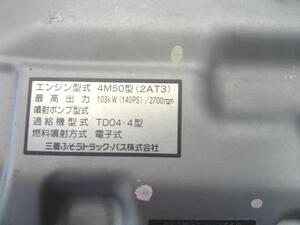 エンジン型式 4M50型(2AT3)
最高出力 103kW(140PS)/2700rpm
噴射ポンプ型式
過給機型式 TD04-4型
燃料噴射方式 電子式
三菱ふそうトラック・バス株式会社